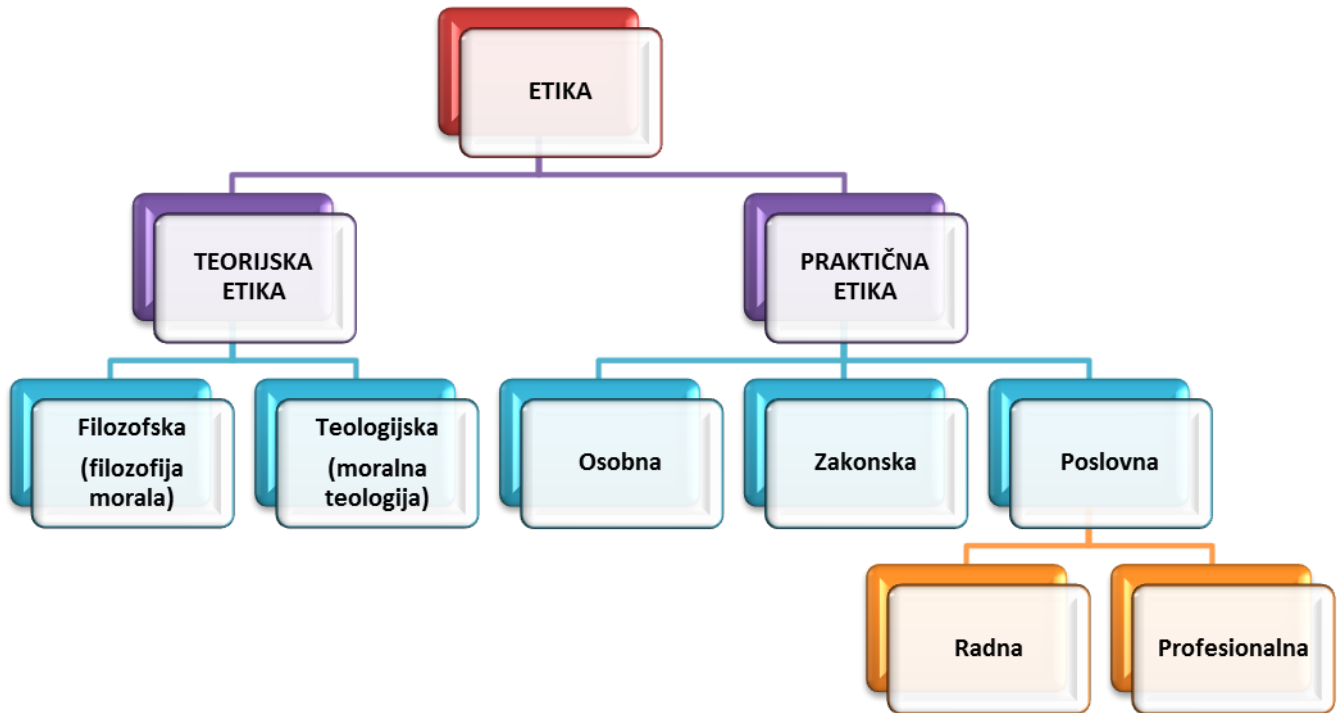 ETIKA
TEORIJSKA
ETIKA
PRAKTIČNA
ETIKA
Filozofska
(filozofija
morala)
Teologijska
(moralna
teologija)
Osobna
Zakonska
Poslovna
Radna
Profesionalna